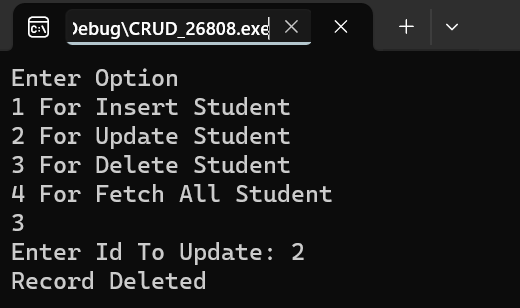 Debug\CRUD_26808.exe
Enter Option
1 For Insert Student
2 For Update Student
3 For Delete Student
4 For Fetch All Student
3
Enter Id To Update: 2
Record Deleted